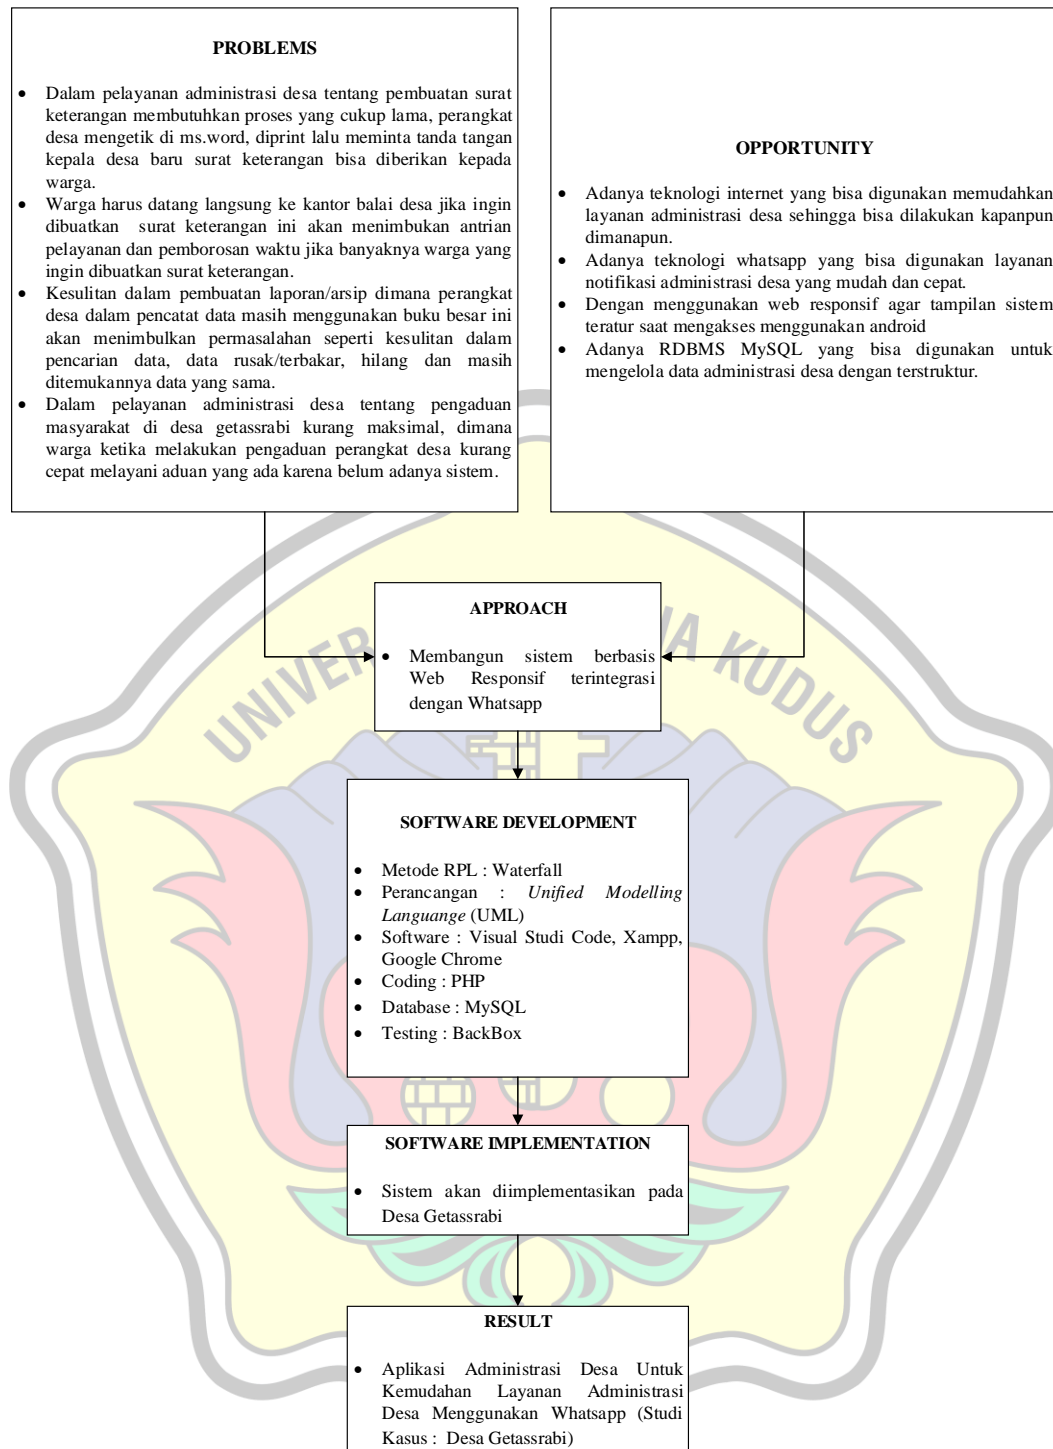 PROBLEMS
• Dalam pelayanan administrasi desa tentang pembuatan surat
keterangan membutuhkan proses yang cukup lama, perangkat
desa mengetik di ms.word, diprint lalu meminta tanda tangan
kepala desa baru surat keterangan bisa diberikan kepada
warga.
• Warga harus datang langsung ke kantor balai desa jika ingin
dibuatkan surat keterangan ini akan menimbukan antrian
pelayanan dan pemborosan waktu jika banyaknya warga yang
ingin dibuatkan surat keterangan.
• Kesulitan dalam pembuatan laporan/arsip dimana perangkat
desa dalam pencatat data masih menggunakan buku besar ini
akan menimbulkan permasalahan seperti kesulitan dalam
pencarian data, data rusak/terbakar, hilang dan masih
ditemukannya data yang sama.
• Dalam pelayanan administrasi desa tentang pengaduan
masyarakat di desa getassrabi kurang maksimal, dimana
warga ketika melakukan pengaduan perangkat desa kurang
cepat melayani aduan yang ada karena belum adanya sistem.
OPPORTUNITY
• Adanya teknologi internet yang bisa digunakan memudahkan
layanan administrasi desa sehingga bisa dilakukan kapanpun
dimanapun.
• Adanya teknologi whatsapp yang bisa digunakan layanan
notifikasi administrasi desa yang mudah dan cepat.
• Dengan menggunakan web responsif agar tampilan sistem
teratur saat mengakses menggunakan android
• Adanya RDBMS MySQL yang bisa digunakan untuk
mengelola data administrasi desa dengan terstruktur.
APPROACH
• Membangun sistem berbasis
Web Responsif terintegrasi
dengan Whatsapp
UNIVER
IA KUDUS
SOFTWARE DEVELOPMENT
• Metode RPL : Waterfall
• Perancangan : Unified Modelling
Languange (UML)
• Software : Visual Studi Code, Xampp,
Google Chrome
• Coding : PHP
• Database : MySQL
• Testing : BackBox
SOFTWARE IMPLEMENTATION
• Sistem akan diimplementasikan pada
Desa Getassrabi
RESULT
• Aplikasi Administrasi Desa Untuk
Kemudahan Layanan Administrasi
Desa Menggunakan Whatsapp (Studi
Kasus : Desa Getassrabi)